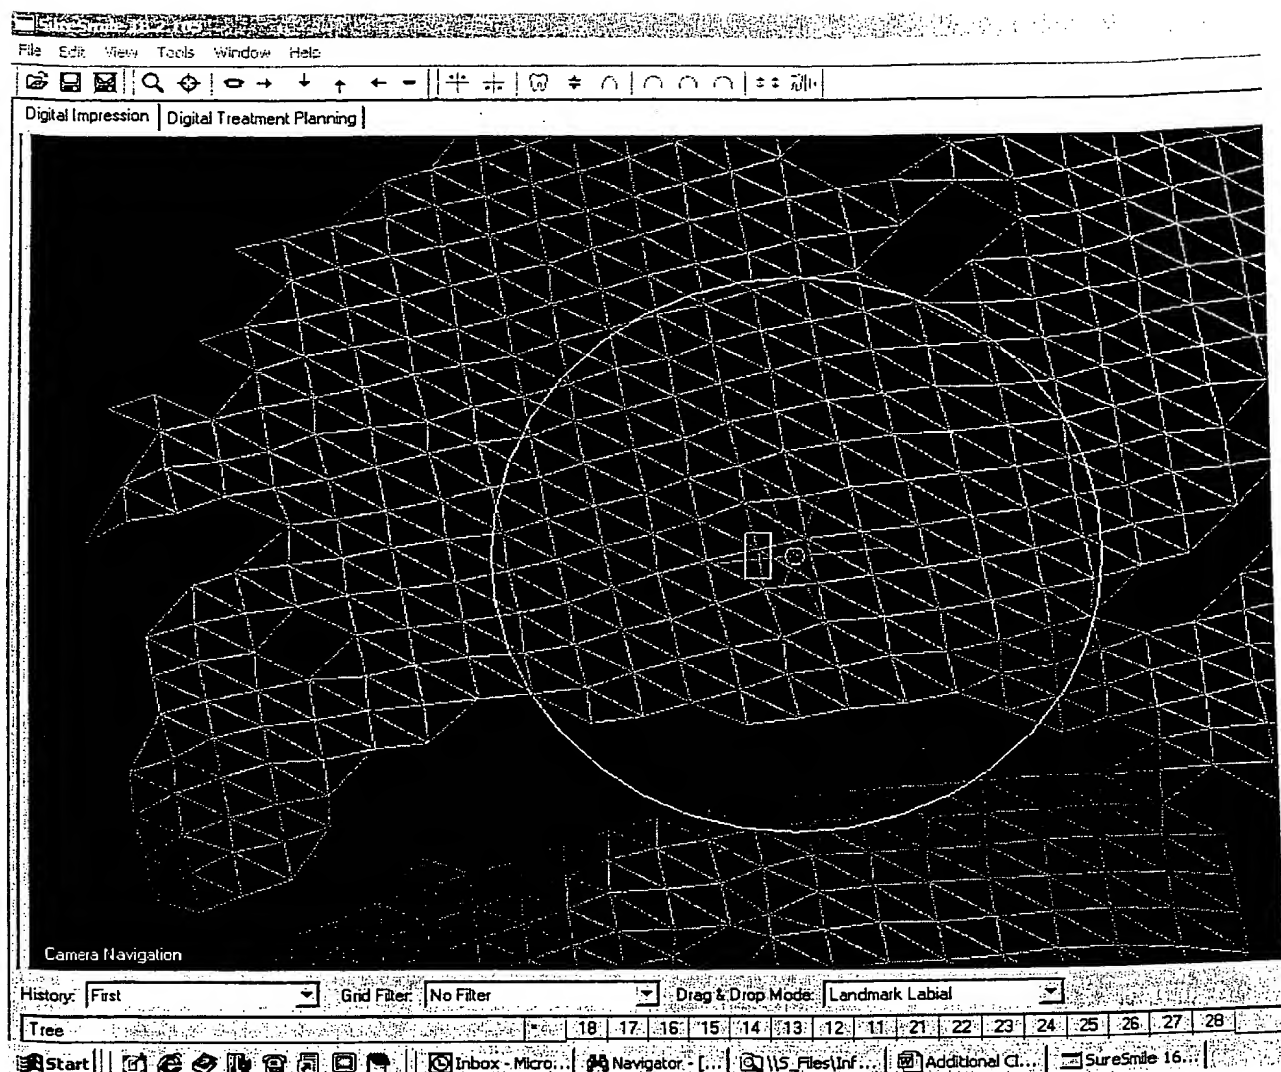 File Edit View Tools Window Help
Digital Impression Digital Treatment Planning
Camera Navigation
History: First Grid Filter: No Filter Drag & Drop Mode: Landmark Labial
Tree 18 17 16 15 14 13 12 11 21 22 23 24 25 26 27 28
Start Inbox - Micro... Navigator - [... \\S_Files\Inf... Additional Cl... SureSmile 16...